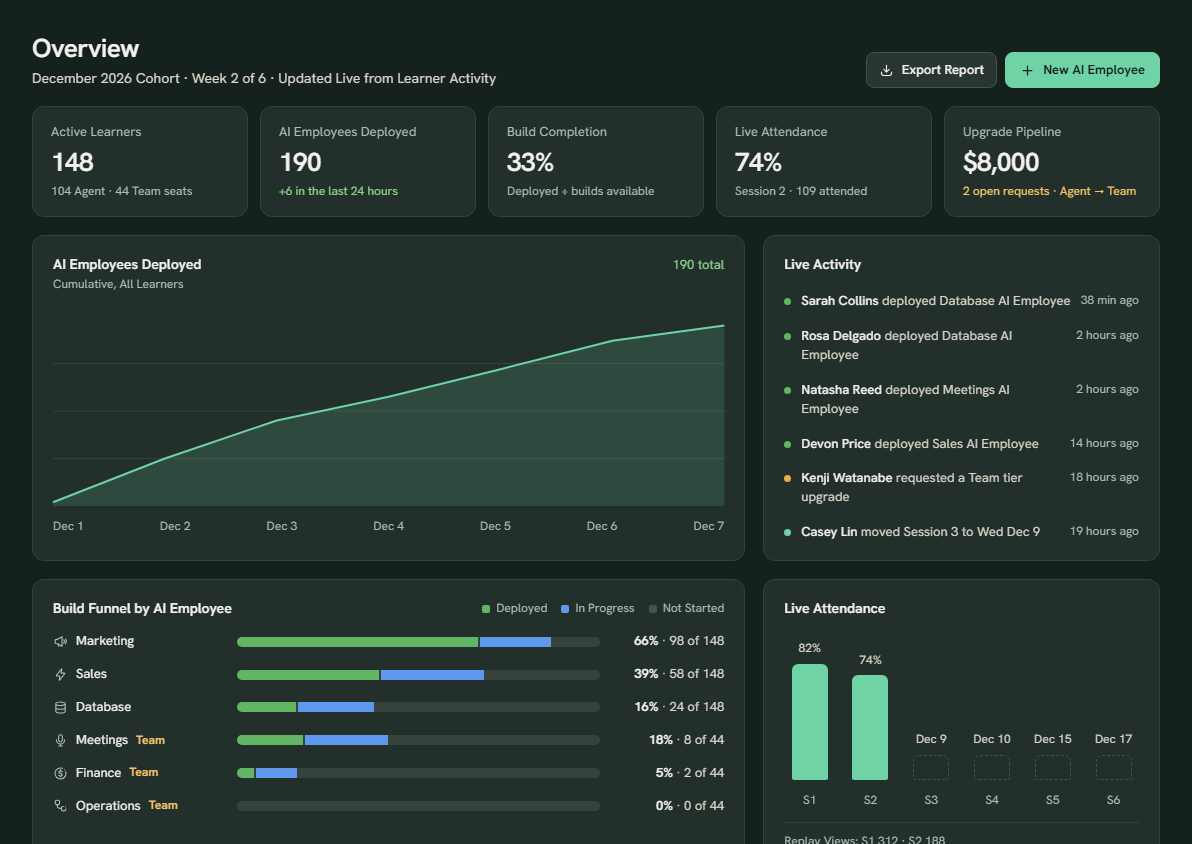 Overview
December 2026 Cohort · Week 2 of 6 · Updated Live from Learner Activity
Export Report
New AI Employee
Active Learners
148
104 Agent · 44 Team seats
AI Employees Deployed
190
+6 in the last 24 hours
Build Completion
33%
Deployed ÷ builds available
Live Attendance
74%
Session 2 · 109 attended
Upgrade Pipeline
$8,000
2 open requests · Agent → Team
AI Employees Deployed
190 total
Cumulative, All Learners
Dec 1 Dec 2 Dec 3 Dec 4 Dec 5 Dec 6 Dec 7
Live Activity
Sarah Collins deployed Database AI Employee 38 min ago
Rosa Delgado deployed Database AI 2 hours ago
Employee
Natasha Reed deployed Meetings AI 2 hours ago
Employee
Devon Price deployed Sales AI Employee 14 hours ago
Kenji Watanabe requested a Team tier 18 hours ago
upgrade
Casey Lin moved Session 3 to Wed Dec 9 19 hours ago
Build Funnel by AI Employee
Deployed In Progress Not Started
Marketing 66% · 98 of 148
Sales 39% · 58 of 148
Database 16% · 24 of 148
Meetings Team 18% · 8 of 44
Finance Team 5% · 2 of 44
Operations Team 0% · 0 of 44
Live Attendance
82%
74%
Dec 9 Dec 10 Dec 15 Dec 17
S1 S2 S3 S4 S5 S6
Replay Views: S1 312 · S2 188